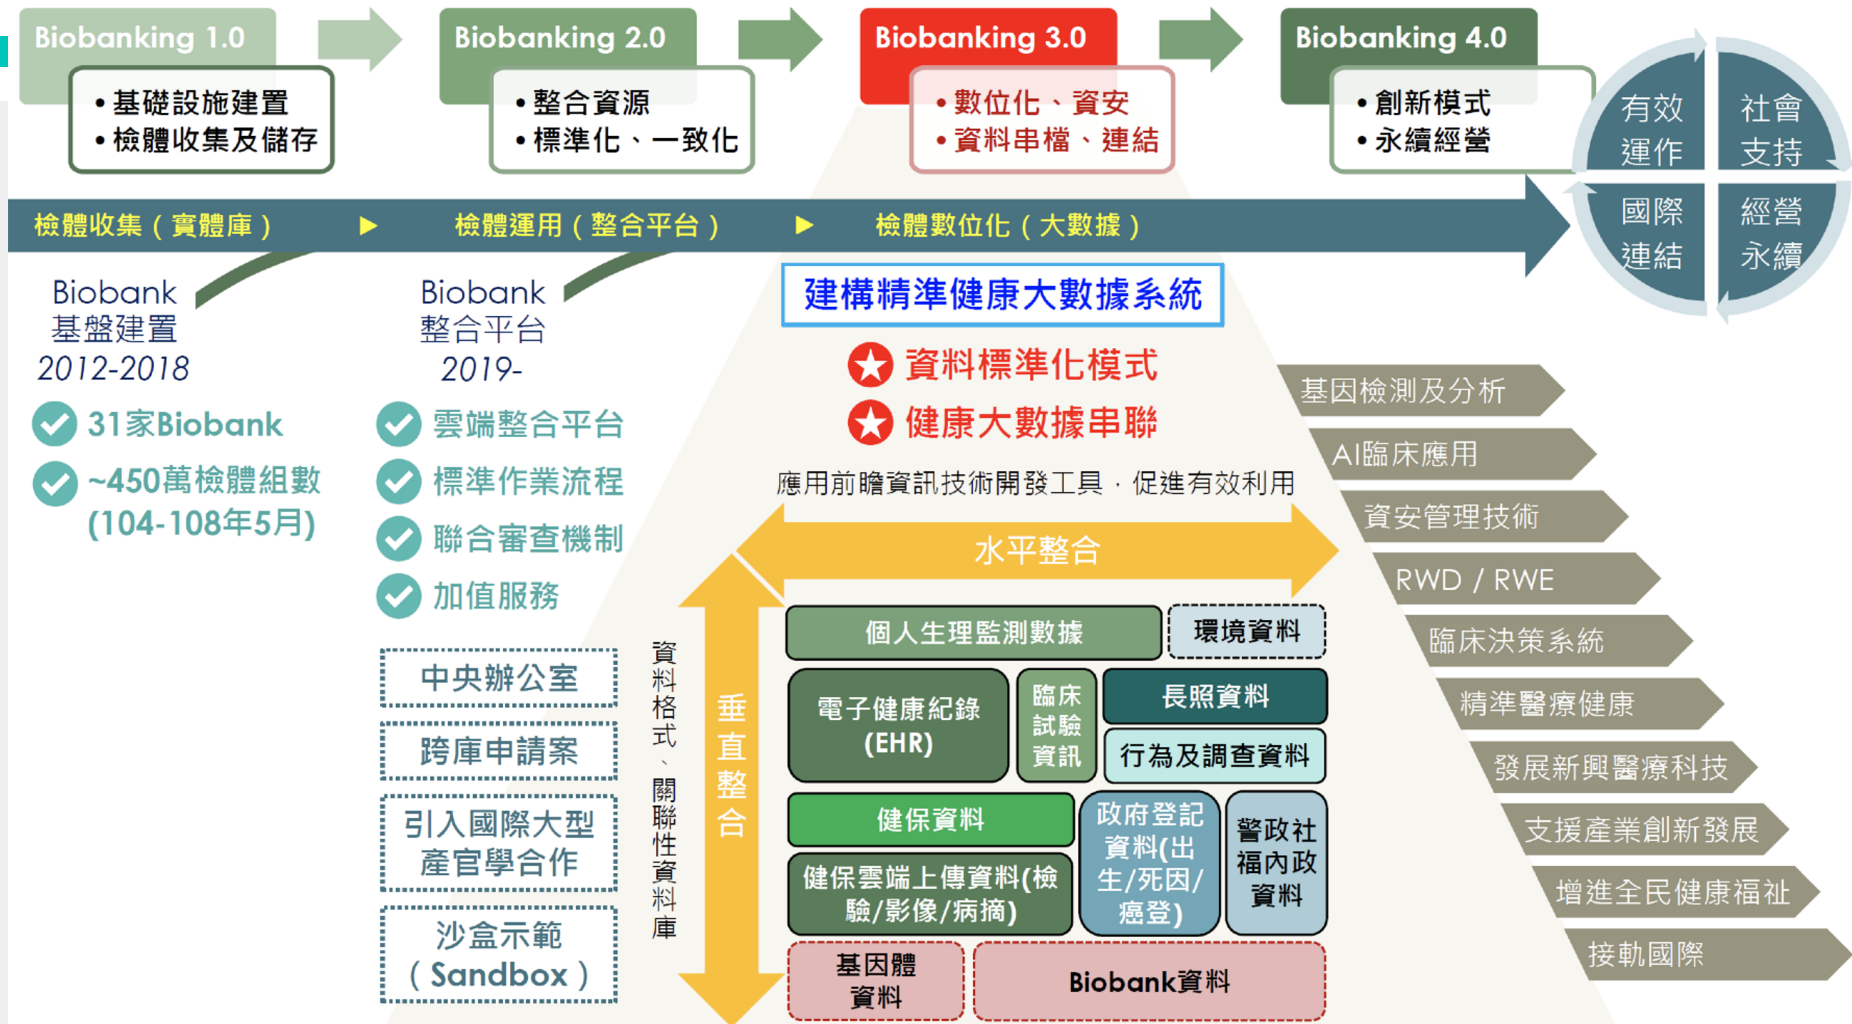 Biobanking 1.0
•基礎設施建置
•檢體收集及儲存
Biobanking 2.0
•整合資源
•標準化、一致化
Biobanking 3.0
•數位化、資安
•資料串檔、連結
Biobanking 4.0
•創新模式
•永續經營
有效
運作
社會
支持
國際
連結
經營
永續
檢體收集(實體庫)
檢體運用(整合平台)
檢體數位化(大數據)
Biobank
基盤建置
2012-2018
31家Biobank
~450萬檢體組數
(104-108年5月)
Biobank
整合平台
2019-
雲端整合平台
標準作業流程
聯合審查機制
加值服務
中央辦公室
跨庫申請案
引入國際大型
產官學合作
沙盒示範
(Sandbox)
建構精準健康大數據系統
資料標準化模式
健康大數據串聯
應用前瞻資訊技術開發工具,促進有效利用
水平整合
資料格式、關聯性資料庫
垂直整合
個人生理監測數據
環境資料
電子健康紀錄
(EHR)
臨床
試驗
資訊
長照資料
行為及調查資料
健保資料
健保雲端上傳資料(檢
驗/影像/病摘)
政府登記
資料(出
生/死因/
癌登)
警政社
福內政
資料
基因體
資料
Biobank資料
基因檢測及分析
AI臨床應用
資安管理技術
RWD / RWE
臨床決策系統
精準醫療健康
發展新興醫療科技
支援產業創新發展
增進全民健康福祉
接軌國際